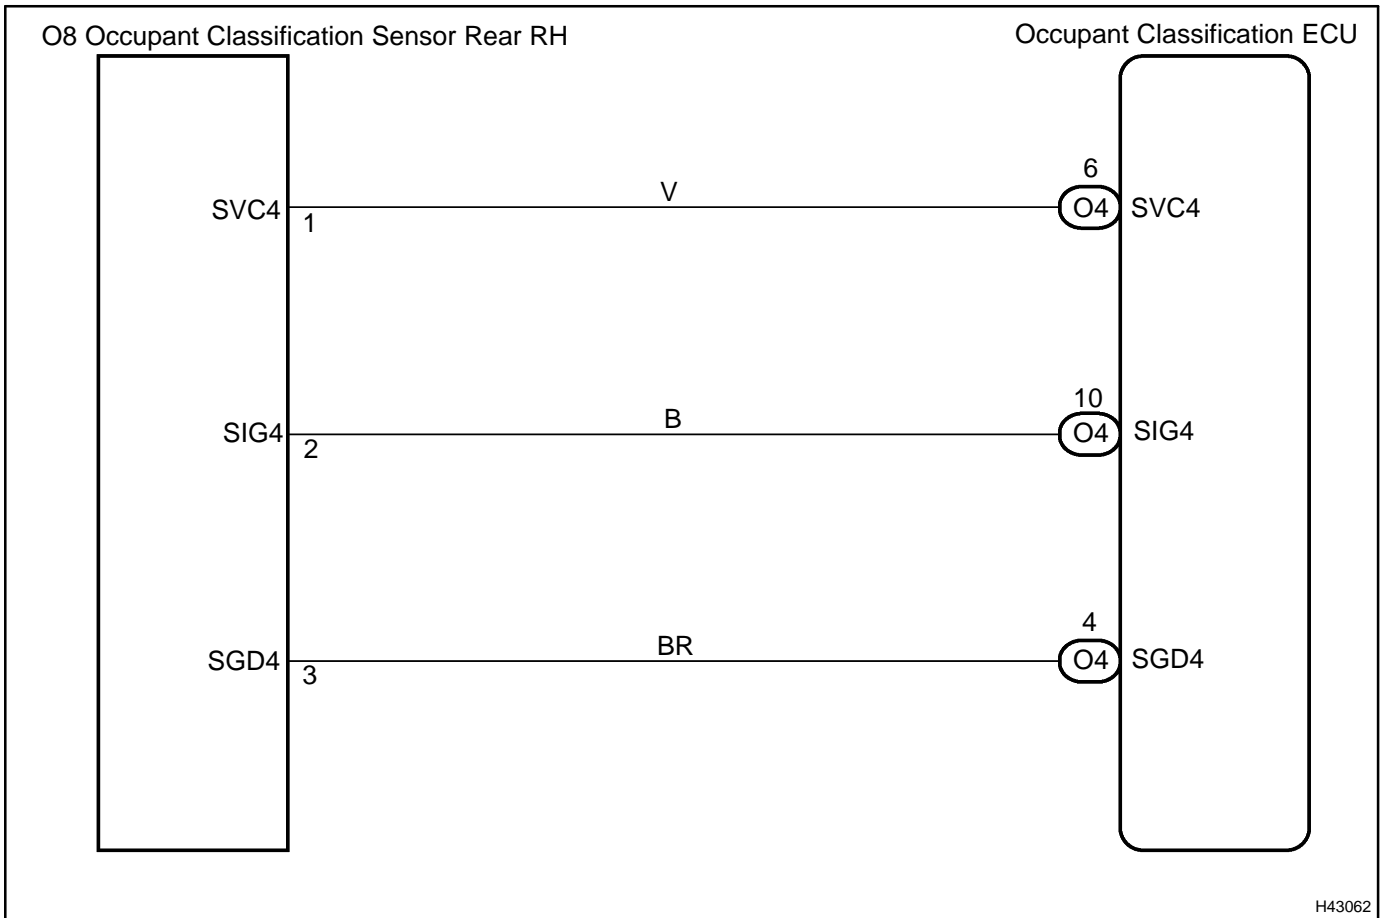 O8 Occupant Classification Sensor Rear RH
Occupant Classification ECU
SVC4
1
V
6
O4
SVC4
SIG4
2
B
10
O4
SIG4
SGD4
3
BR
4
O4
SGD4
H43062